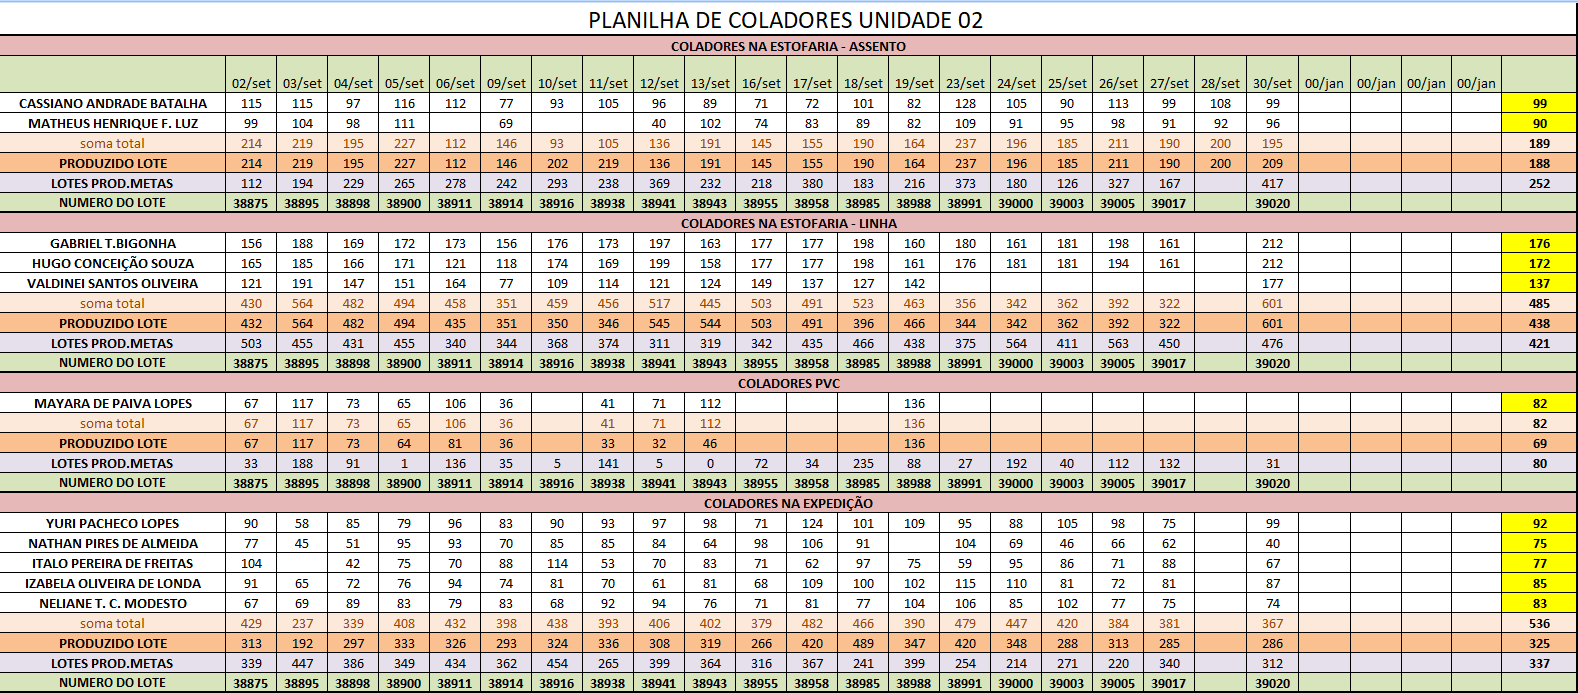 PLANILHA DE COLADORES UNIDADE 02
COLADORES NA ESTOFARIA - ASSENTO
02/set 03/set 04/set 05/set 06/set 09/set 10/set 11/set 12/set 13/set 16/set 17/set 18/set 19/set 23/set 24/set 25/set 26/set 27/set 28/set 30/set 00/jan 00/jan 00/jan 00/jan
CASSIANO ANDRADE BATALHA 115 115 97 116 112 77 93 105 96 89 71 72 101 82 128 105 90 113 99 108 99 99
MATHEUS HENRIQUE F. LUZ 99 104 98 111 69 40 102 74 83 89 82 109 91 95 98 91 92 96 90
soma total 214 219 195 227 112 146 93 105 136 191 145 155 190 164 237 196 185 211 190 200 195 189
PRODUZIDO LOTE 214 219 195 227 112 146 202 219 136 191 145 155 190 164 237 196 185 211 190 200 209 188
LOTES PROD.METAS 112 194 229 265 278 242 293 238 369 232 218 380 183 216 373 180 126 327 167 417 252
NUMERO DO LOTE 38875 38895 38898 38900 38911 38914 38916 38938 38941 38943 38955 38958 38985 38988 38991 39000 39003 39005 39017 39020
COLADORES NA ESTOFARIA - LINHA
GABRIEL T.BIGONHA 156 188 169 172 173 156 176 173 197 163 177 177 198 160 180 161 181 198 161 212 176
HUGO CONCEIÇÃO SOUZA 165 185 166 171 121 118 174 169 199 158 177 177 198 161 176 181 181 194 161 212 172
VALDINEI SANTOS OLIVEIRA 121 191 147 151 164 77 109 114 121 124 149 137 127 142 177 137
soma total 430 564 482 494 458 351 459 456 517 445 503 491 523 463 356 342 362 392 322 601 485
PRODUZIDO LOTE 432 564 482 494 435 351 350 346 545 544 503 491 396 466 344 342 362 392 322 601 438
LOTES PROD.METAS 503 455 431 455 340 344 368 374 311 319 342 435 466 438 375 564 411 563 450 476 421
NUMERO DO LOTE 38875 38895 38898 38900 38911 38914 38916 38938 38941 38943 38955 38958 38985 38988 38991 39000 39003 39005 39017 39020
COLADORES PVC
MAYARA DE PAIVA LOPES 67 117 73 65 106 36 41 71 112 136 82
soma total 67 117 73 65 106 36 41 71 112 136 82
PRODUZIDO LOTE 67 117 73 64 81 36 33 32 46 136 69
LOTES PROD.METAS 33 188 91 1 136 35 5 141 5 0 72 34 235 88 27 192 40 112 132 31 80
NUMERO DO LOTE 38875 38895 38898 38900 38911 38914 38916 38938 38941 38943 38955 38958 38985 38988 38991 39000 39003 39005 39017 39020
COLADORES NA EXPEDIÇÃO
YURI PACHECO LOPES 90 58 85 79 96 83 90 93 97 98 71 124 101 109 95 88 105 98 75 99 92
NATHAN PIRES DE ALMEIDA 77 45 51 95 93 70 85 85 84 64 98 106 91 104 69 46 66 62 40 75
ITALO PEREIRA DE FREITAS 104 42 75 70 88 114 53 70 83 71 62 97 75 59 95 86 71 88 67 77
IZABELA OLIVEIRA DE LONDA 91 65 72 76 94 74 81 70 61 81 68 109 100 102 115 110 81 72 81 87 85
NELIANE T. C. MODESTO 67 69 89 83 79 83 68 92 94 76 71 81 77 104 106 85 102 77 75 74 83
soma total 429 237 339 408 432 398 438 393 406 402 379 482 466 390 479 447 420 384 381 367 536
PRODUZIDO LOTE 313 192 297 333 326 293 324 336 308 319 266 420 489 347 420 348 288 313 285 286 325
LOTES PROD.METAS 339 447 386 349 434 362 454 265 399 364 316 367 241 399 254 214 271 220 340 312 337
NUMERO DO LOTE 38875 38895 38898 38900 38911 38914 38916 38938 38941 38943 38955 38958 38985 38988 38991 39000 39003 39005 39017 39020